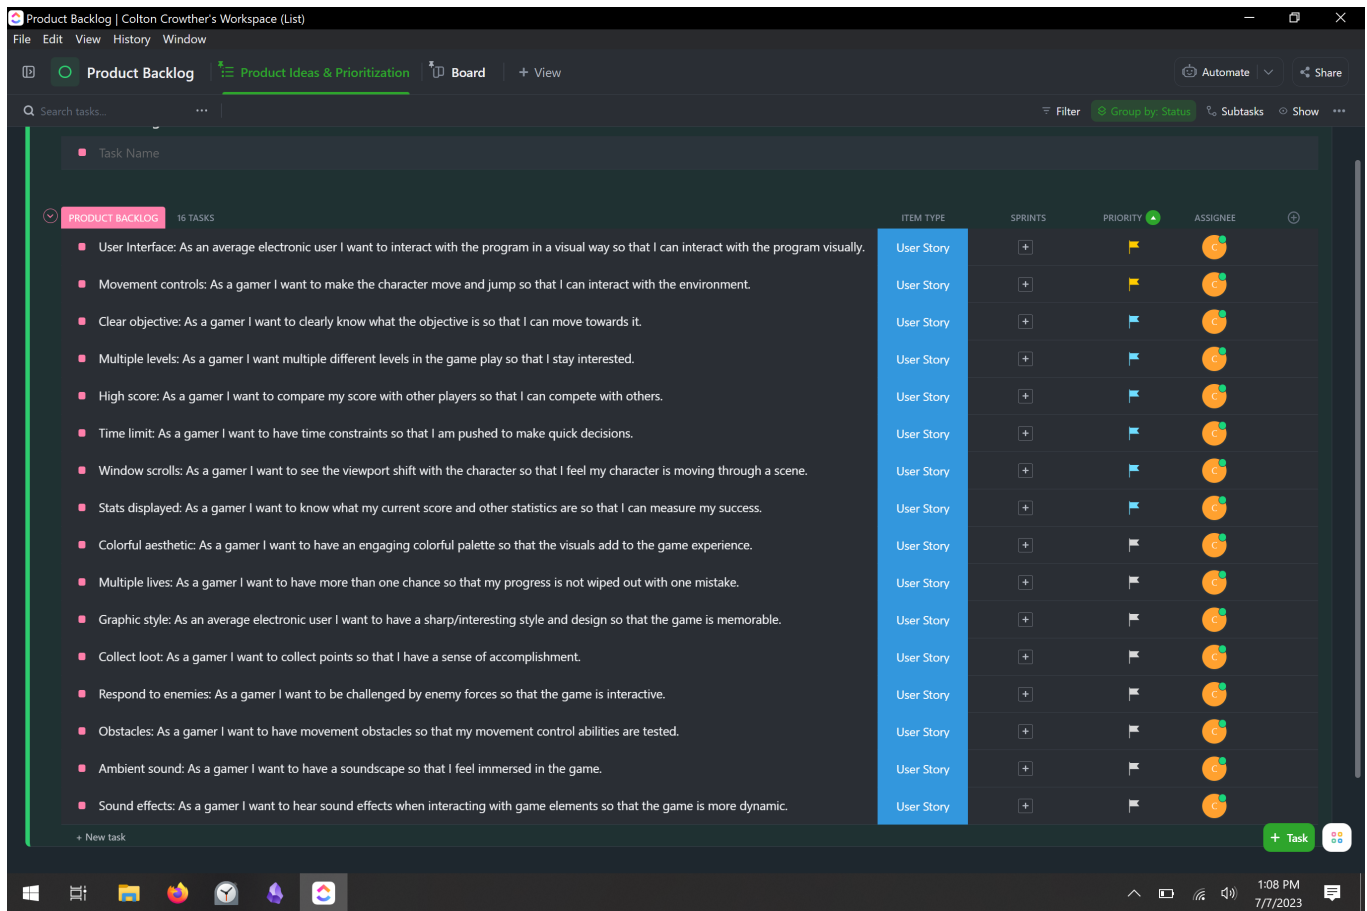 Product Backlog | Colton Crowther's Workspace (List)
File Edit View History Window
Product Backlog Product Ideas & Prioritization Board + View Automate Share
Search tasks... Filter Group by: Status Subtasks Show
Task Name
PRODUCT BACKLOG 16 TASKS ITEM TYPE SPRINTS PRIORITY ASSIGNEE
User Interface: As an average electronic user I want to interact with the program in a visual way so that I can interact with the program visually. User Story C
Movement controls: As a gamer I want to make the character move and jump so that I can interact with the environment. User Story C
Clear objective: As a gamer I want to clearly know what the objective is so that I can move towards it. User Story C
Multiple levels: As a gamer I want multiple different levels in the game play so that I stay interested. User Story C
High score: As a gamer I want to compare my score with other players so that I can compete with others. User Story C
Time limit: As a gamer I want to have time constraints so that I am pushed to make quick decisions. User Story C
Window scrolls: As a gamer I want to see the viewport shift with the character so that I feel my character is moving through a scene. User Story C
Stats displayed: As a gamer I want to know what my current score and other statistics are so that I can measure my success. User Story C
Colorful aesthetic: As a gamer I want to have an engaging colorful palette so that the visuals add to the game experience. User Story C
Multiple lives: As a gamer I want to have more than one chance so that my progress is not wiped out with one mistake. User Story C
Graphic style: As an average electronic user I want to have a sharp/interesting style and design so that the game is memorable. User Story C
Collect loot: As a gamer I want to collect points so that I have a sense of accomplishment. User Story C
Respond to enemies: As a gamer I want to be challenged by enemy forces so that the game is interactive. User Story C
Obstacles: As a gamer I want to have movement obstacles so that my movement control abilities are tested. User Story C
Ambient sound: As a gamer I want to have a soundscape so that I feel immersed in the game. User Story C
Sound effects: As a gamer I want to hear sound effects when interacting with game elements so that the game is more dynamic. User Story C
+ New task + Task
1:08 PM
7/7/2023